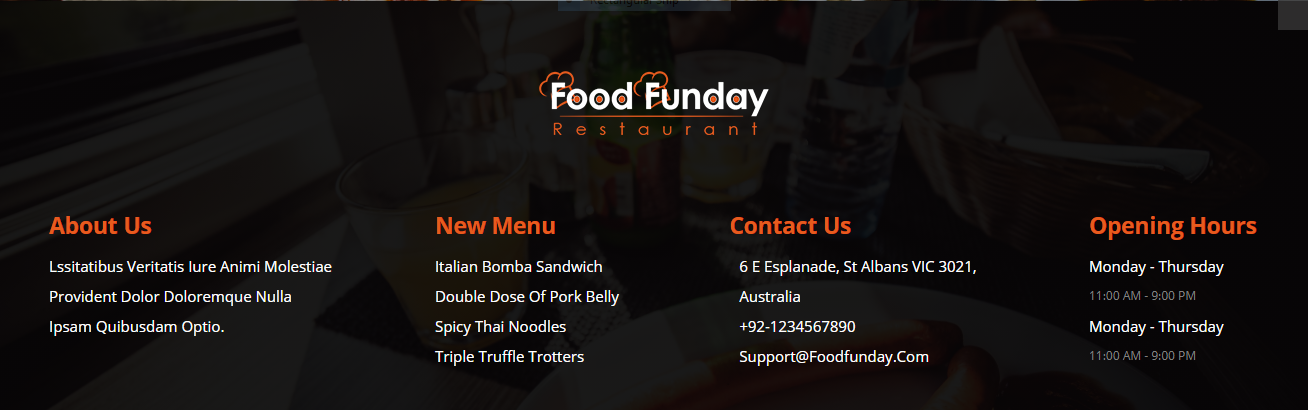 Food Funday
Restaurant
About Us
Lssitatibus Veritatis Iure Animi Molestiae
Provident Dolor Doloremque Nulla
Ipsam Quibusdam Optio.
New Menu
Italian Bomba Sandwich
Double Dose Of Pork Belly
Spicy Thai Noodles
Triple Truffle Trotters
Contact Us
6 E Esplanade, St Albans VIC 3021,
Australia
+92-1234567890
Support@Foodfunday.Com
Opening Hours
Monday - Thursday
11:00 AM - 9:00 PM
Monday - Thursday
11:00 AM - 9:00 PM